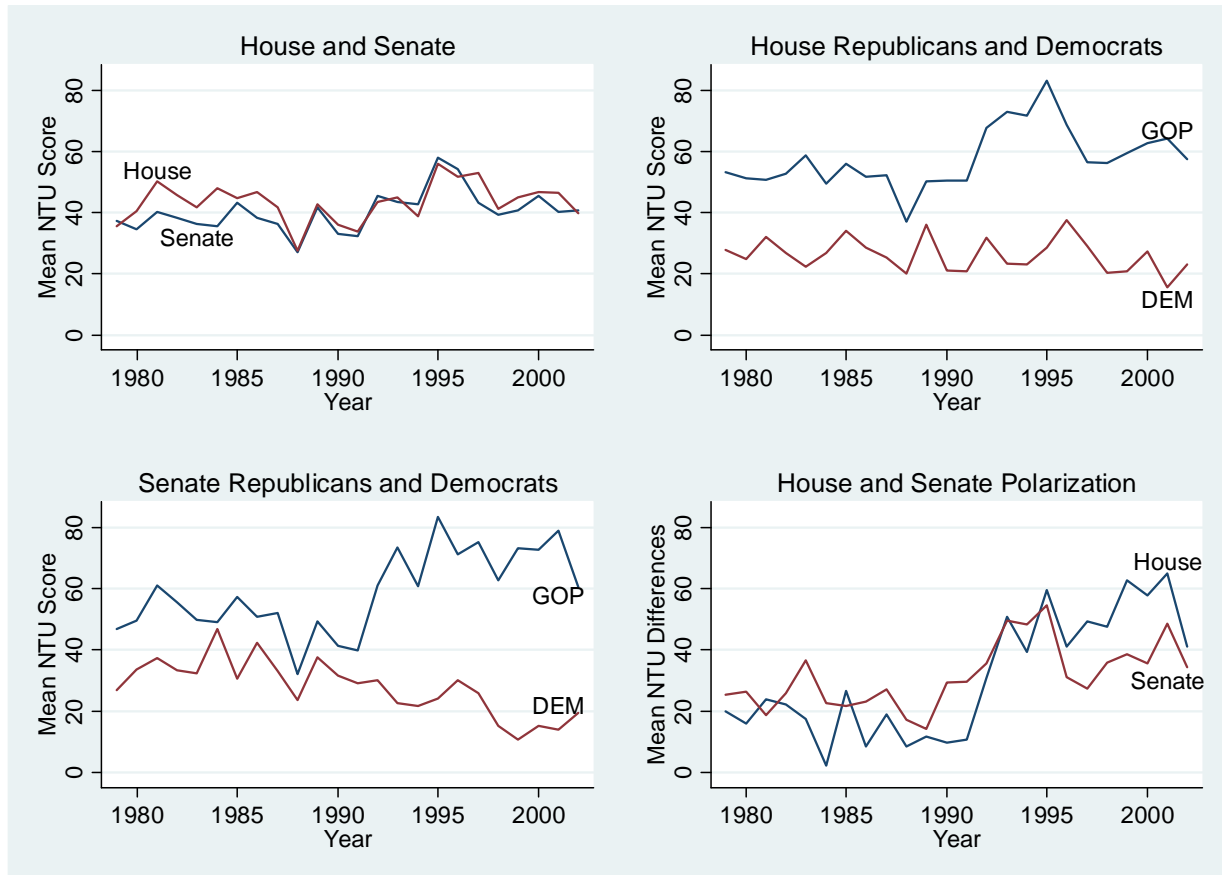 House and Senate
Mean NTU Score
80
60
40
20
0
House
Senate
1980 1985 1990 1995 2000
Year
House Republicans and Democrats
Mean NTU Score
80
60
40
20
0
GOP
DEM
1980 1985 1990 1995 2000
Year
Senate Republicans and Democrats
Mean NTU Score
80
60
40
20
0
GOP
DEM
1980 1985 1990 1995 2000
Year
House and Senate Polarization
Mean NTU Differences
80
60
40
20
0
House
Senate
1980 1985 1990 1995 2000
Year